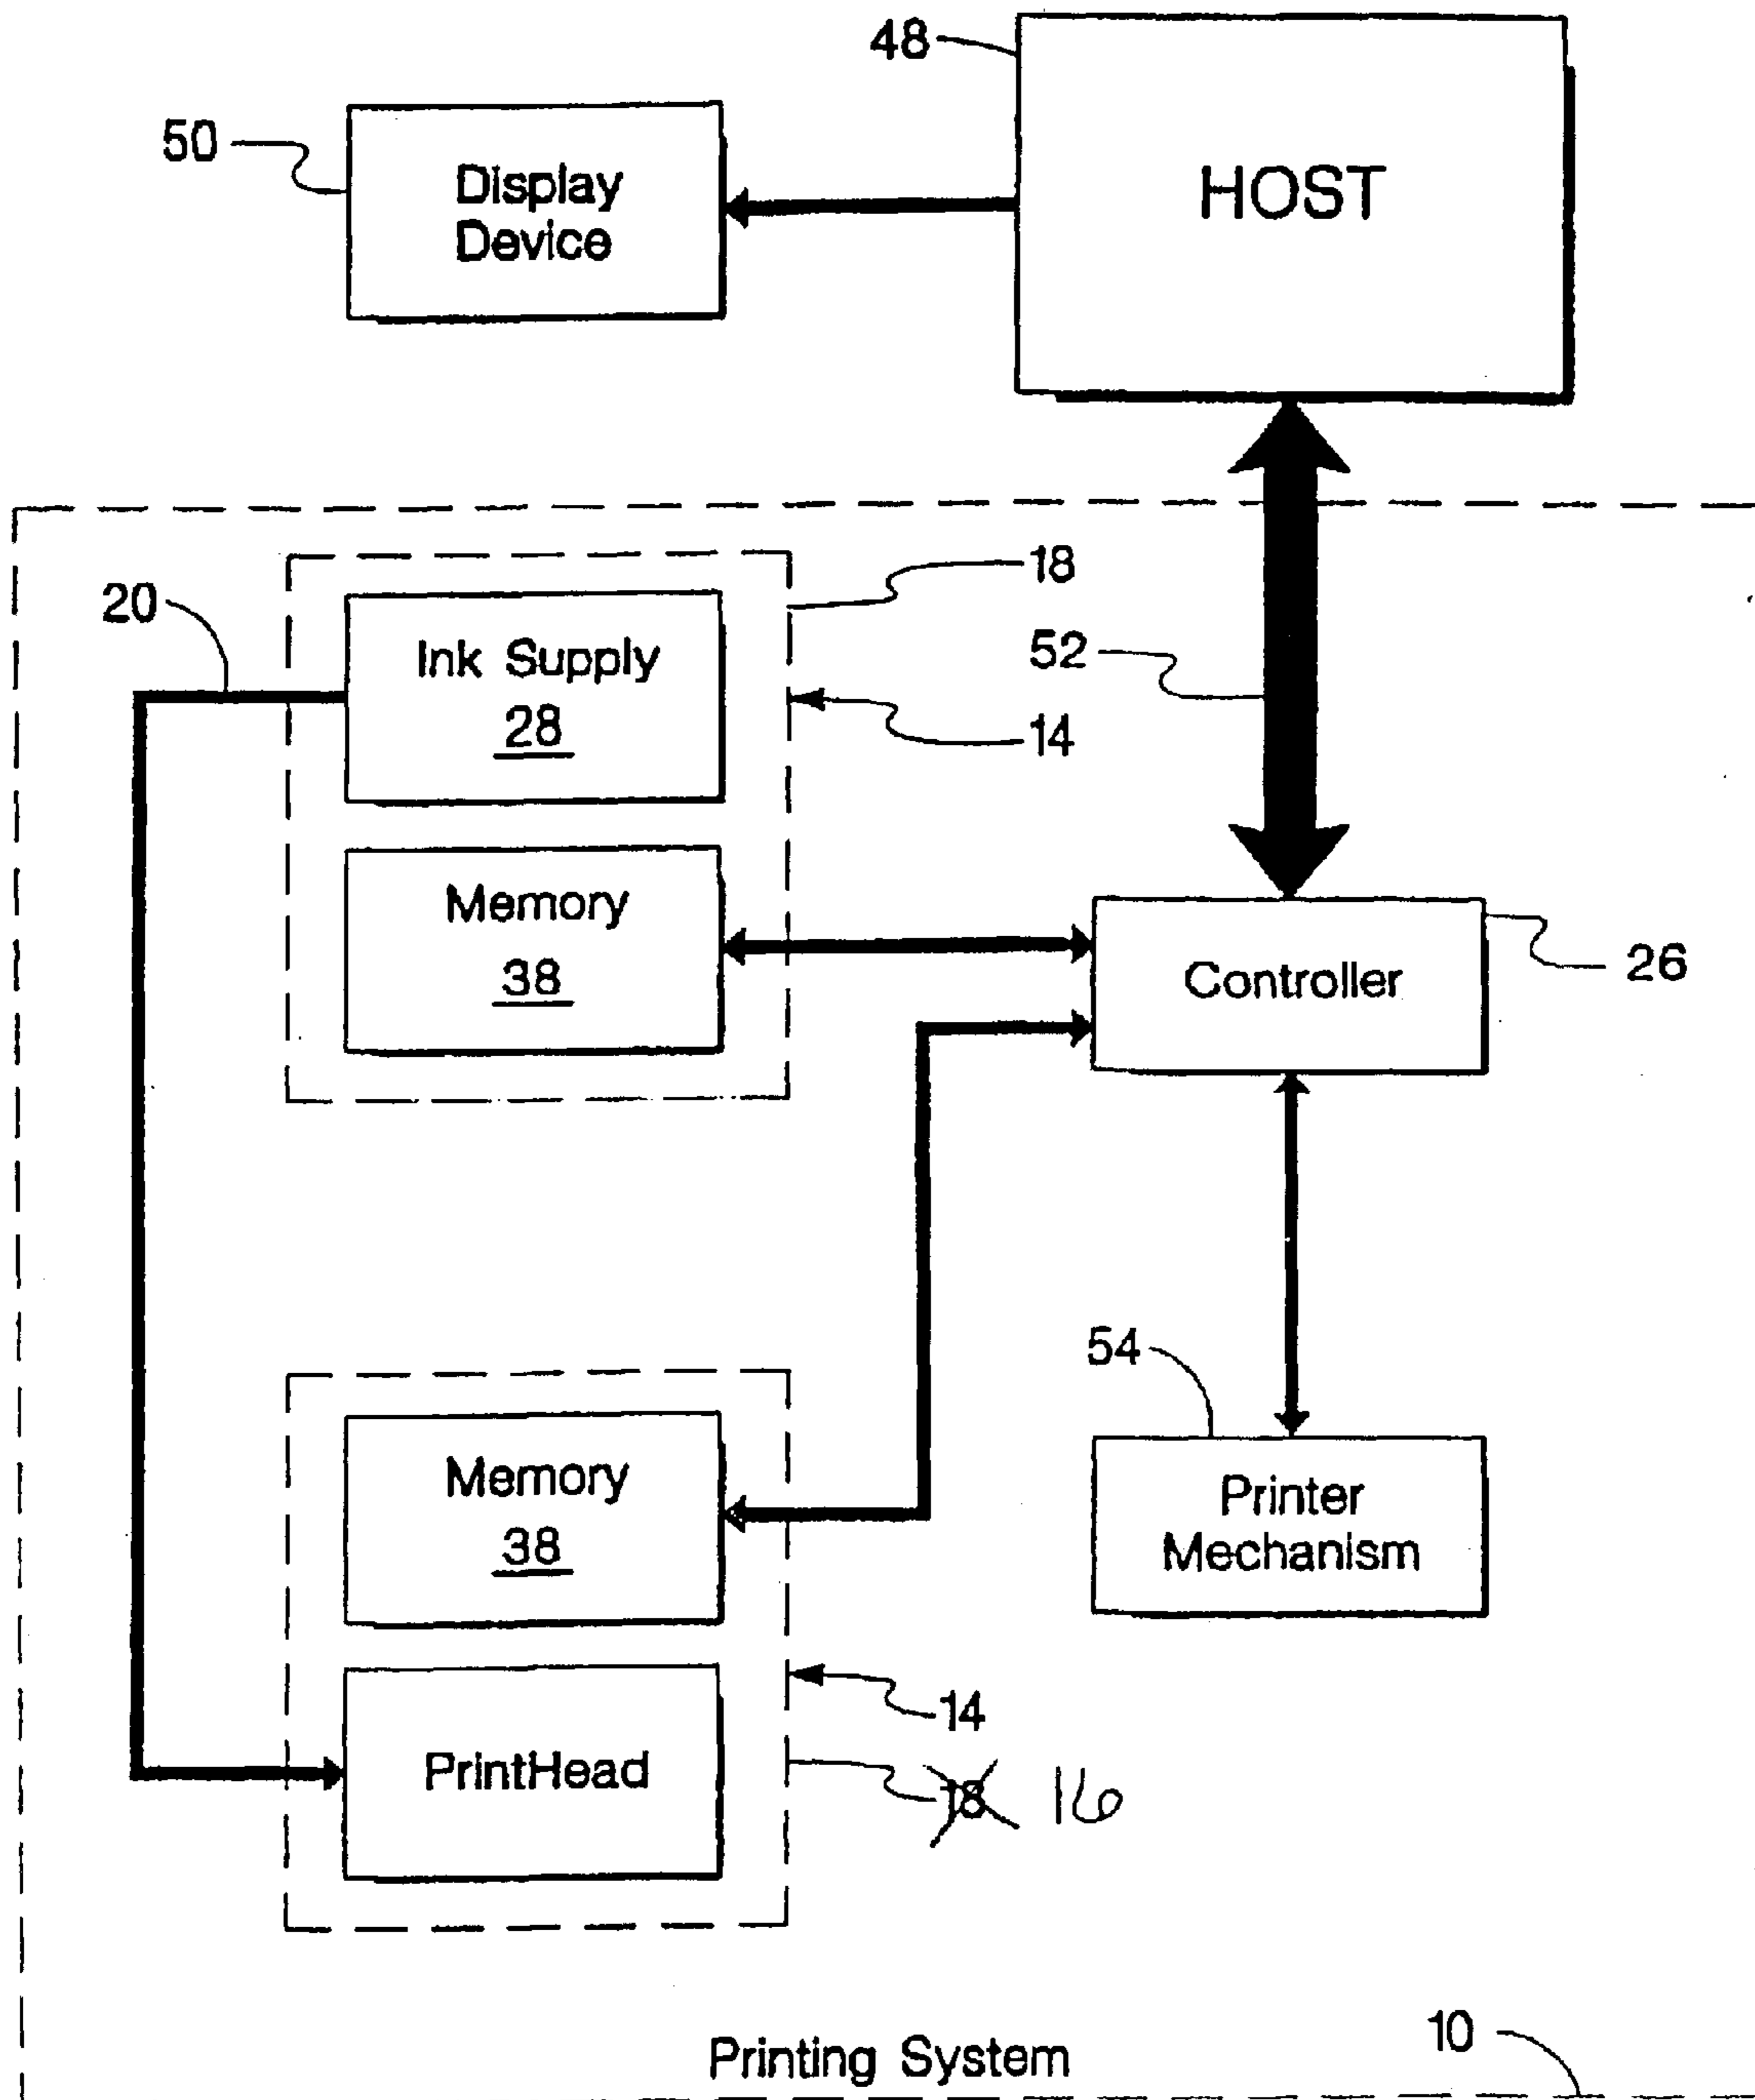 48
HOST
50
Display
Device
18
20
Ink Supply
28
52
14
Memory
38
Controller
26
54
Memory
38
Printer
Mechanism
14
PrintHead
18 16
10
Printing System